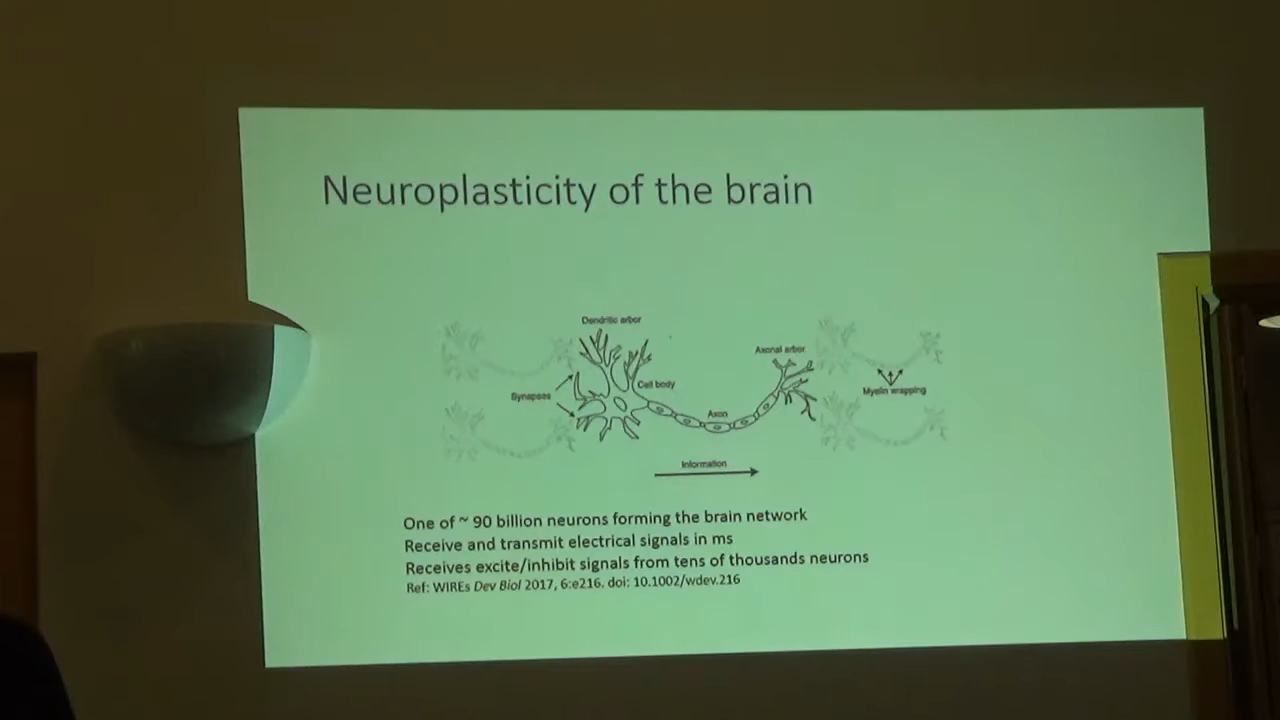 Neuroplasticity of the brain
Dendritic arbor
Axonal arbor
Cell body
Synapses
Myelin wrapping
Axon
Information
One of ~ 90 billion neurons forming the brain network
Receive and transmit electrical signals in ms
Receives excite/inhibit signals from tens of thousands neurons
Ref: WIREs Dev Biol 2017, 6:e216. doi: 10.1002/wdev.216